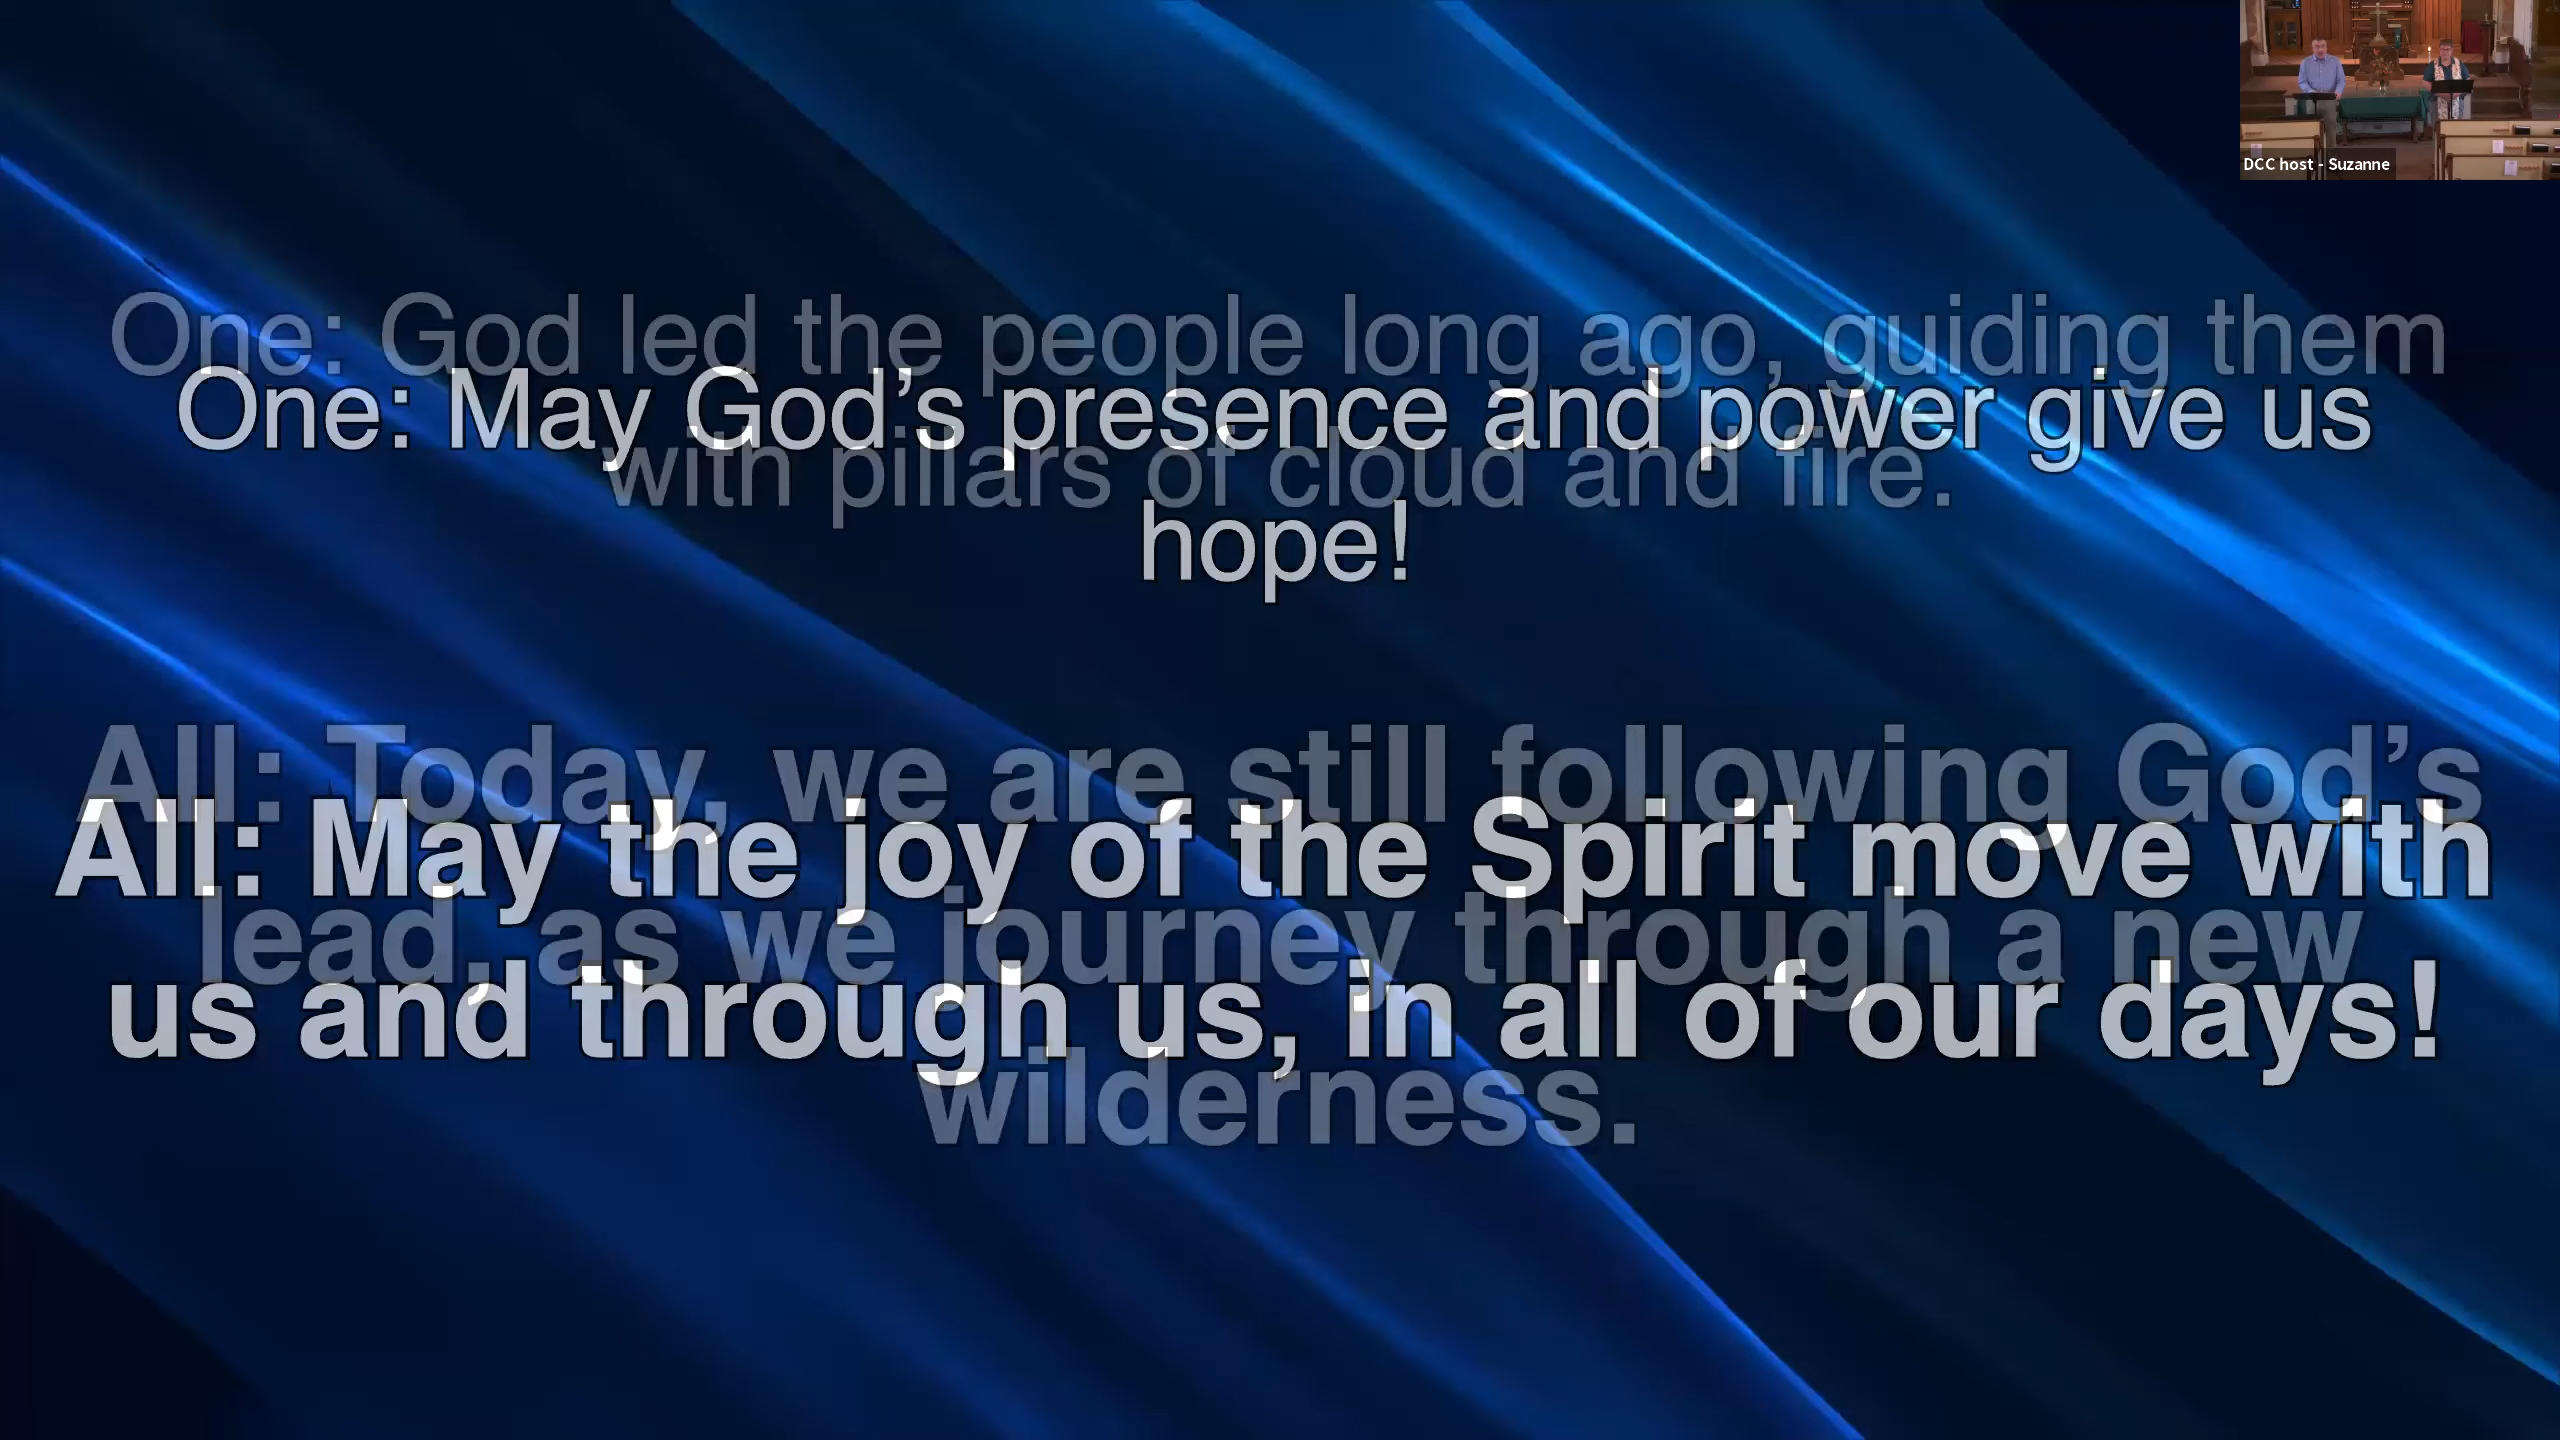 DCC host - Suzanne
One: God led the people long ago, guiding them
with pillars of cloud and fire.
One: May God’s presence and power give us
hope!
All: Today, we are still following God’s
lead, as we journey through a new
wilderness.
All: May the joy of the Spirit move with
us and through us, in all of our days!